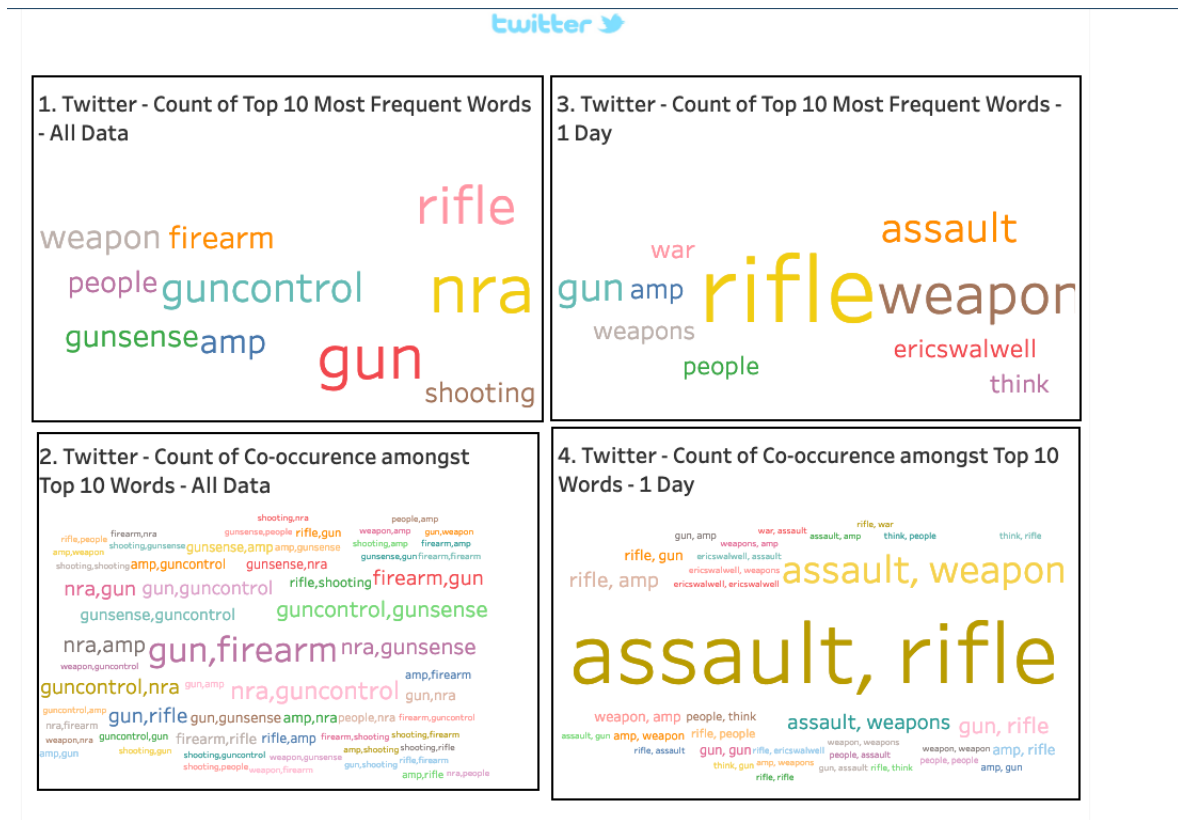 twitter
1. Twitter - Count of Top 10 Most Frequent Words
- All Data
rifle
weapon firearm
people guncontrol nra
gunsense amp
gun
shooting
3. Twitter - Count of Top 10 Most Frequent Words -
1 Day
assault
war
gun amp rifle weapon
weapons
ericswalwell
people
think
2. Twitter - Count of Co-occurence amongst
Top 10 Words - All Data
shooting,nra people,amp
rifle,people firearm,nra gunsense,people rifle,gun weapon,amp gun,weapon
amp,weapon shooting,gunsense gunsense,amp amp,gunsense shooting,amp firearm,amp
gunsense,gun firearm,firearm
shooting,shooting amp,guncontrol gunsense,nra
nra,gun gun,guncontrol rifle,shooting firearm,gun
gunsense,guncontrol guncontrol,gunsense
nra,amp gun,firearm nra,gunsense
weapon,guncontrol
guncontrol,nra gun,amp nra,guncontrol amp,firearm
gun,nra
guncontrol,amp gun,rifle gun,gunsense amp,nra people,nra firearm,guncontrol
nra,firearm
weapon,nra guncontrol,gun firearm,rifle rifle,amp firearm,shooting shooting,firearm
amp,gun shooting,gun shooting,guncontrol weapon,gunsense amp,shooting shooting,rifle
shooting,people weapon,firearm gun,shooting rifle,firearm
amp,rifle nra,people
4. Twitter - Count of Co-occurence amongst Top 10
Words - 1 Day
rifle, war
gun, amp war, assault assault, amp think, people think, rifle
weapons, amp
rifle, gun ericswalwell, assault
rifle, amp ericswalwell, weapons assault, weapon
ericswalwell, ericswalwell
assault, rifle
weapon, amp people, think assault, weapons gun, rifle
assault, gun amp, weapon rifle, people
rifle, assault gun, gun rifle, ericswalwell weapon, weapons people, assault weapon, weapon amp, rifle
think, gun amp, weapons gun, assault rifle, think people, people amp, gun
rifle, rifle